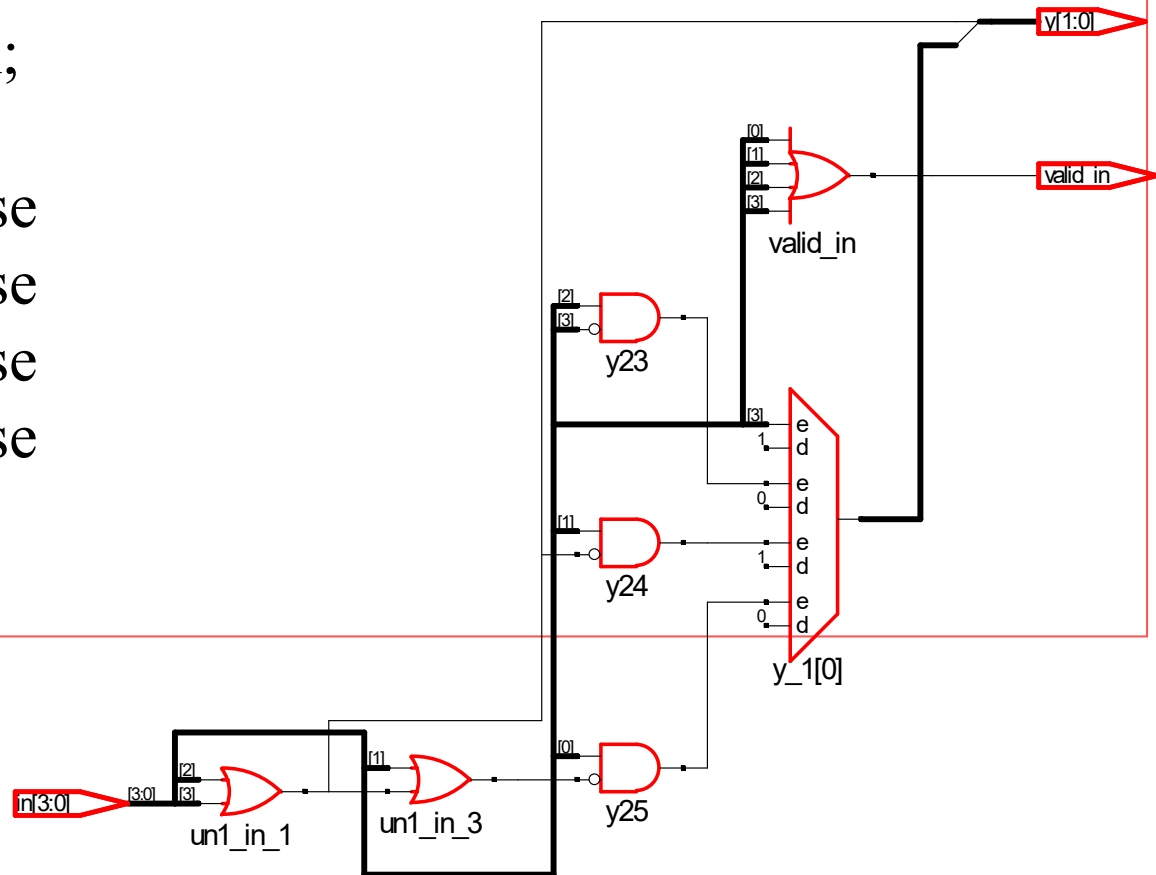 ;
se
se
se
se
y[1:0]
[0]
[1]
[2]
[3]
valid_in
valid_in
[2]
[3]
y23
[3]
e
1
d
e
0
d
[1]
e
1
d
y24
e
0
d
y_1[0]
[0]
y25
[1]
[2]
[3]
in[3:0]
[3:0]
un1_in_1
un1_in_3